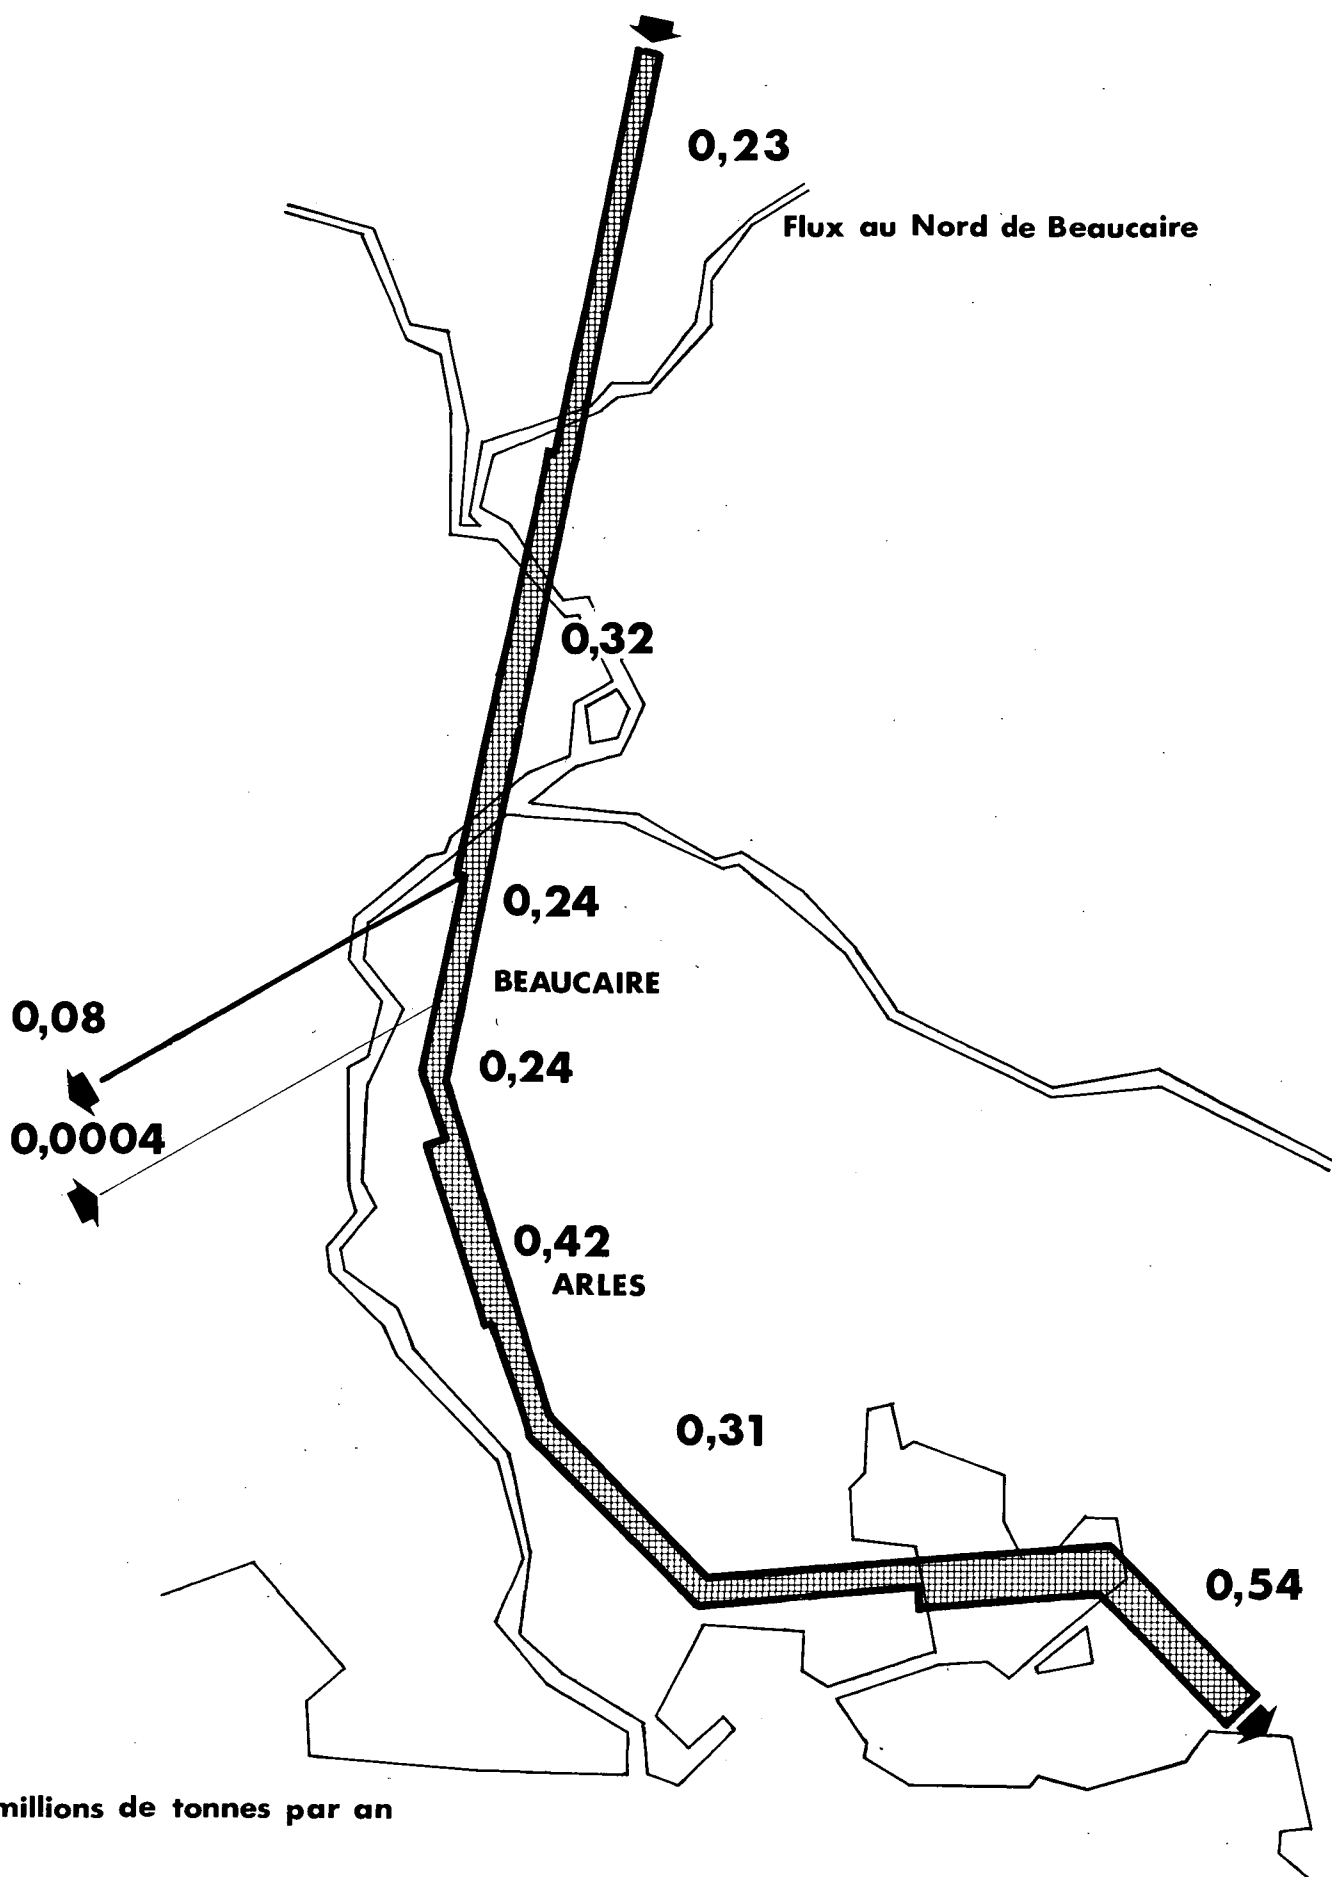 0,23
Flux au Nord de Beaucaire
0,32
0,24
BEAUCAIRE
0,08
0,24
0,0004
0,42
ARLES
0,31
0,54
millions de tonnes par an